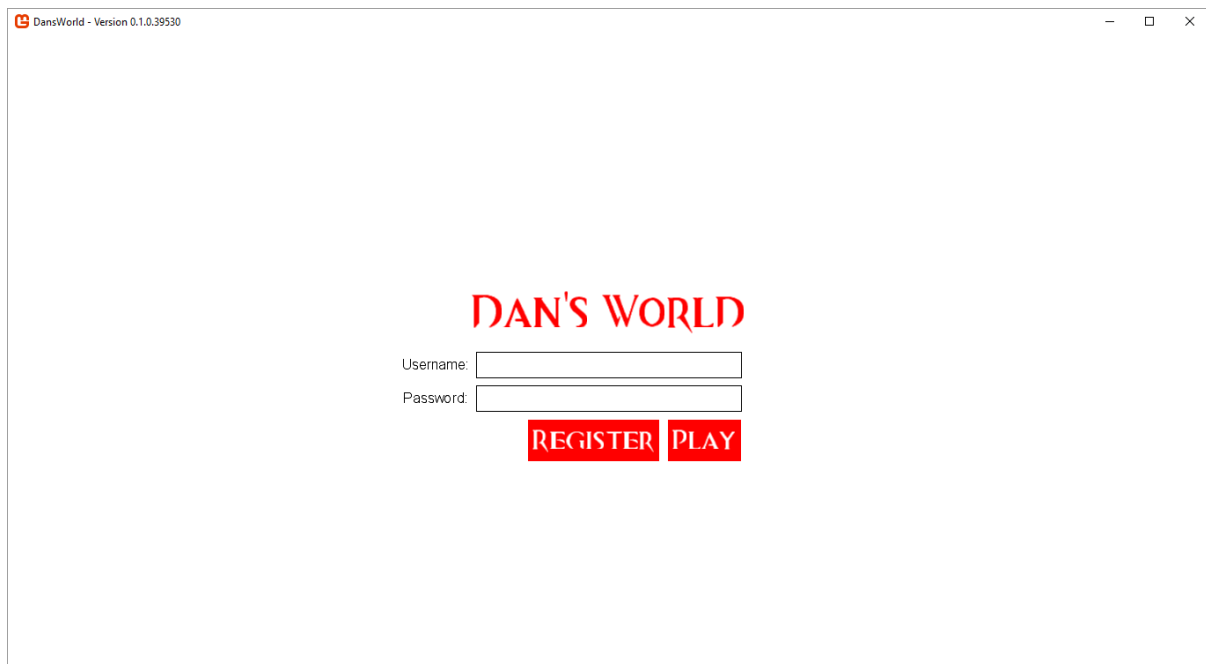 DansWorld - Version 0.1.0.39530
DAN'S WORLD
Username:
Password:
REGISTER PLAY